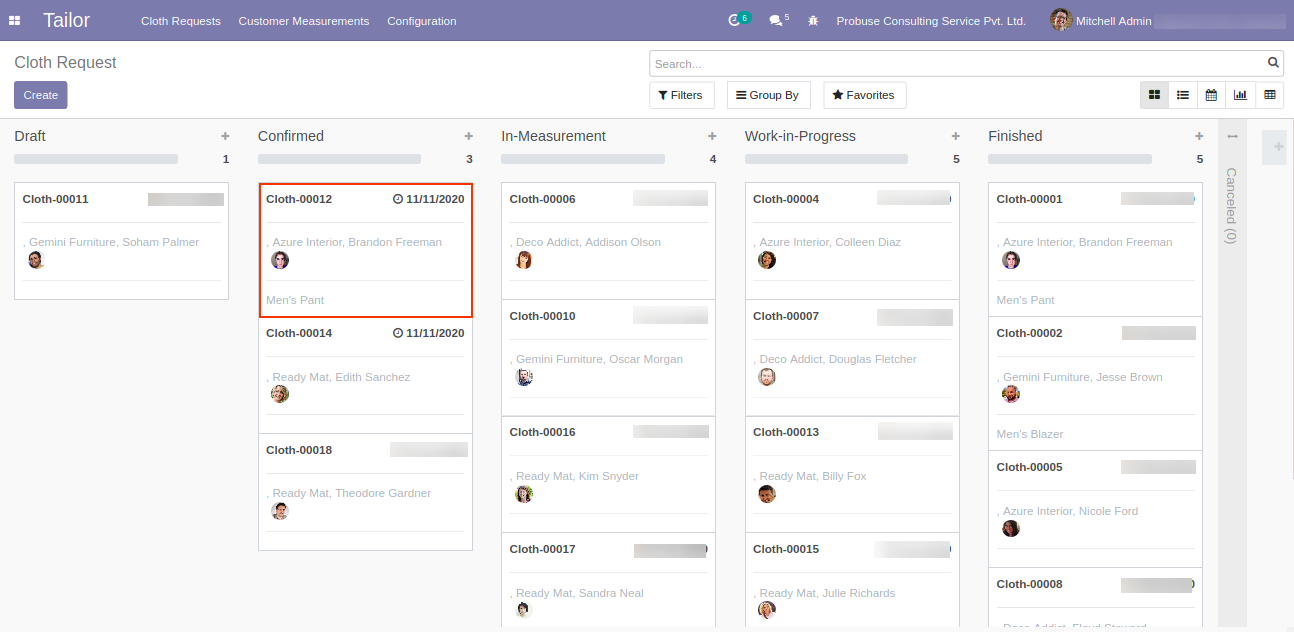 Tailor
Cloth Requests
Customer Measurements
Configuration
6
5
Probuse Consulting Service Pvt. Ltd.
Mitchell Admin
Cloth Request
Search...
Create
Filters
Group By
Favorites
Draft
1
Cloth-00011
, Gemini Furniture, Soham Palmer
Confirmed
3
Cloth-00012 11/11/2020
, Azure Interior, Brandon Freeman
Men's Pant
Cloth-00014 11/11/2020
, Ready Mat, Edith Sanchez
Cloth-00018
, Ready Mat, Theodore Gardner
In-Measurement
4
Cloth-00006
, Deco Addict, Addison Olson
Cloth-00010
, Gemini Furniture, Oscar Morgan
Cloth-00016
, Ready Mat, Kim Snyder
Cloth-00017
, Ready Mat, Sandra Neal
Work-in-Progress
5
Cloth-00004
, Azure Interior, Colleen Diaz
Cloth-00007
, Deco Addict, Douglas Fletcher
Cloth-00013
, Ready Mat, Billy Fox
Cloth-00015
, Ready Mat, Julie Richards
Finished
5
Cloth-00001
, Azure Interior, Brandon Freeman
Men's Pant
Cloth-00002
, Gemini Furniture, Jesse Brown
Men's Blazer
Cloth-00005
, Azure Interior, Nicole Ford
Cloth-00008
, Deco Addict, Floyd Steward
Canceled (0)